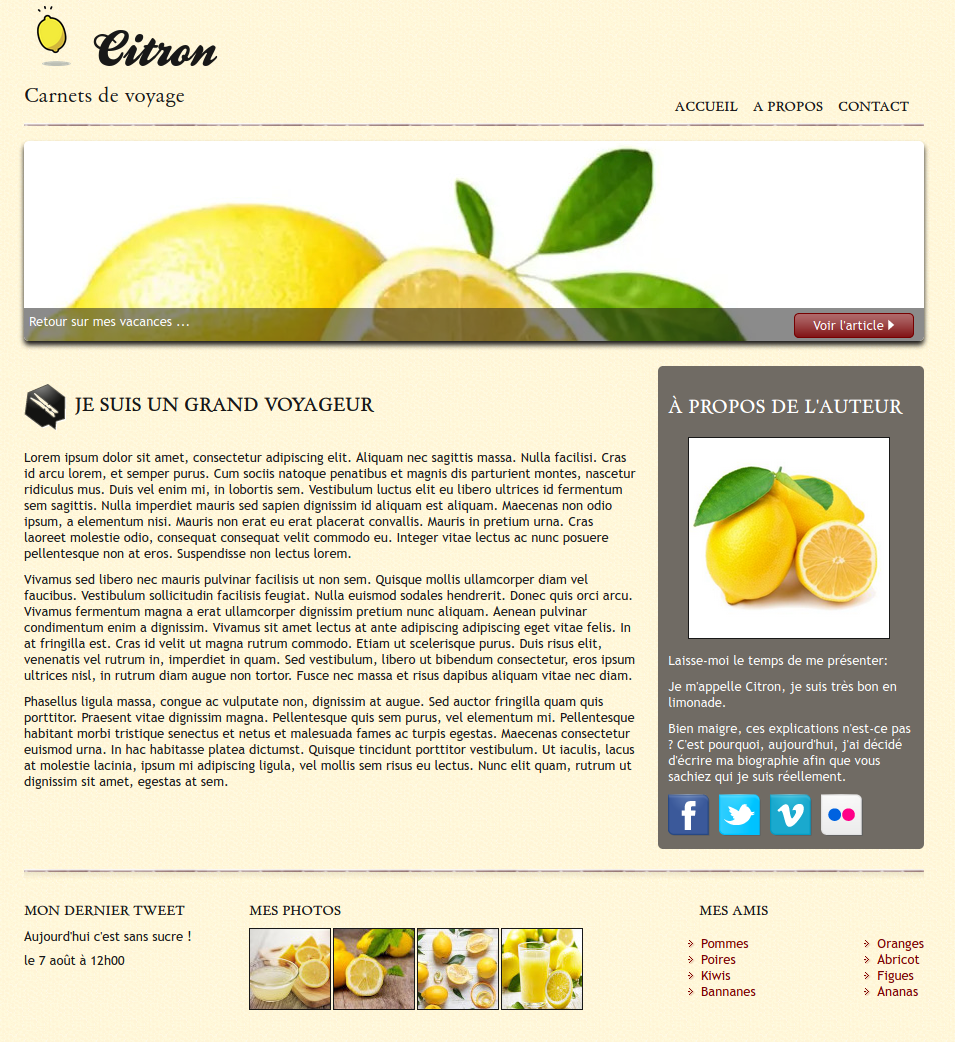 Citron
Carnets de voyage
ACCUEIL A PROPOS CONTACT
Retour sur mes vacances ...
Voir l'article
JE SUIS UN GRAND VOYAGEUR
Lorem ipsum dolor sit amet, consectetur adipiscing elit. Aliquam nec sagittis massa. Nulla facilisi. Cras
id arcu lorem, et semper purus. Cum sociis natoque penatibus et magnis dis parturient montes, nascetur
ridiculus mus. Duis vel enim mi, in lobortis sem. Vestibulum luctus elit eu libero ultrices id fermentum
sem sagittis. Nulla imperdiet mauris sed sapien dignissim id aliquam est aliquam. Maecenas non odio
ipsum, a elementum nisi. Mauris non erat eu erat placerat convallis. Mauris in pretium urna. Cras
laoreet molestie odio, consequat consequat velit commodo eu. Integer vitae lectus ac nunc posuere
pellentesque non at eros. Suspendisse non lectus lorem.
Vivamus sed libero nec mauris pulvinar facilisis ut non sem. Quisque mollis ullamcorper diam vel
faucibus. Vestibulum sollicitudin facilisis feugiat. Nulla euismod sodales hendrerit. Donec quis orci arcu.
Vivamus fermentum magna a erat ullamcorper dignissim pretium nunc aliquam. Aenean pulvinar
condimentum enim a dignissim. Vivamus sit amet lectus at ante adipiscing adipiscing eget vitae felis. In
at fringilla est. Cras id velit ut magna rutrum commodo. Etiam ut scelerisque purus. Duis risus elit,
venenatis vel rutrum in, imperdiet in quam. Sed vestibulum, libero ut bibendum consectetur, eros ipsum
ultrices nisl, in rutrum diam augue non tortor. Fusce nec massa et risus dapibus aliquam vitae nec diam.
Phasellus ligula massa, congue ac vulputate non, dignissim at augue. Sed auctor fringilla quam quis
porttitor. Praesent vitae dignissim magna. Pellentesque quis sem purus, vel elementum mi. Pellentesque
habitant morbi tristique senectus et netus et malesuada fames ac turpis egestas. Maecenas consectetur
euismod urna. In hac habitasse platea dictumst. Quisque tincidunt porttitor vestibulum. Ut iaculis, lacus
at molestie lacinia, ipsum mi adipiscing ligula, vel mollis sem risus eu lectus. Nunc elit quam, rutrum ut
dignissim sit amet, egestas at sem.
À PROPOS DE L'AUTEUR
Laisse-moi le temps de me présenter:
Je m'appelle Citron, je suis très bon en
limonade.
Bien maigre, ces explications n'est-ce pas
? C'est pourquoi, aujourd'hui, j'ai décidé
d'écrire ma biographie afin que vous
sachiez qui je suis réellement.
MON DERNIER TWEET
Aujourd'hui c'est sans sucre !
le 7 août à 12h00
MES PHOTOS
MES AMIS
Pommes
Poires
Kiwis
Bannanes
Oranges
Abricot
Figues
Ananas